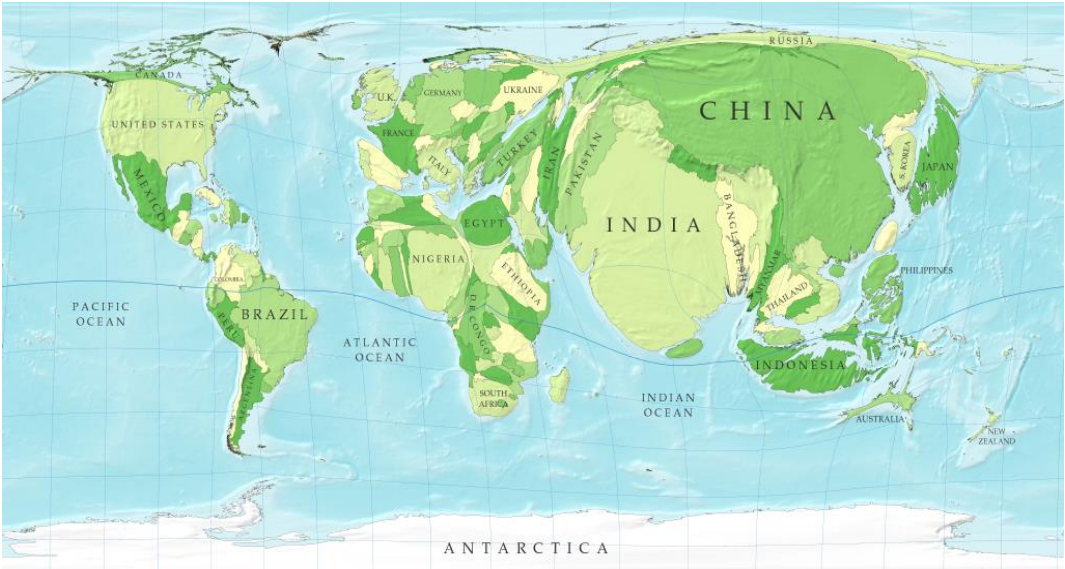 RUSSIA
CANADA
UNITED STATES
MEXICO
COLOMBIA
BRAZIL
PERU
ARGENTINA
U.K.
GERMANY
UKRAINE
FRANCE
ITALY
TURKEY
IRAN
PAKISTAN
CHINA
S. KOREA
JAPAN
INDIA
BANGLADESH
MYANMAR
THAILAND
PHILIPPINES
INDONESIA
EGYPT
NIGERIA
ETHIOPIA
D R CONGO
SOUTH
AFRICA
PACIFIC
OCEAN
ATLANTIC
OCEAN
INDIAN
OCEAN
AUSTRALIA
NEW
ZEALAND
ANTARCTICA